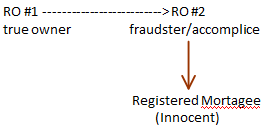 RO #1 -------------------------->RO #2
true owner fraudster/accomplice
Registered Mortagee
(Innocent)